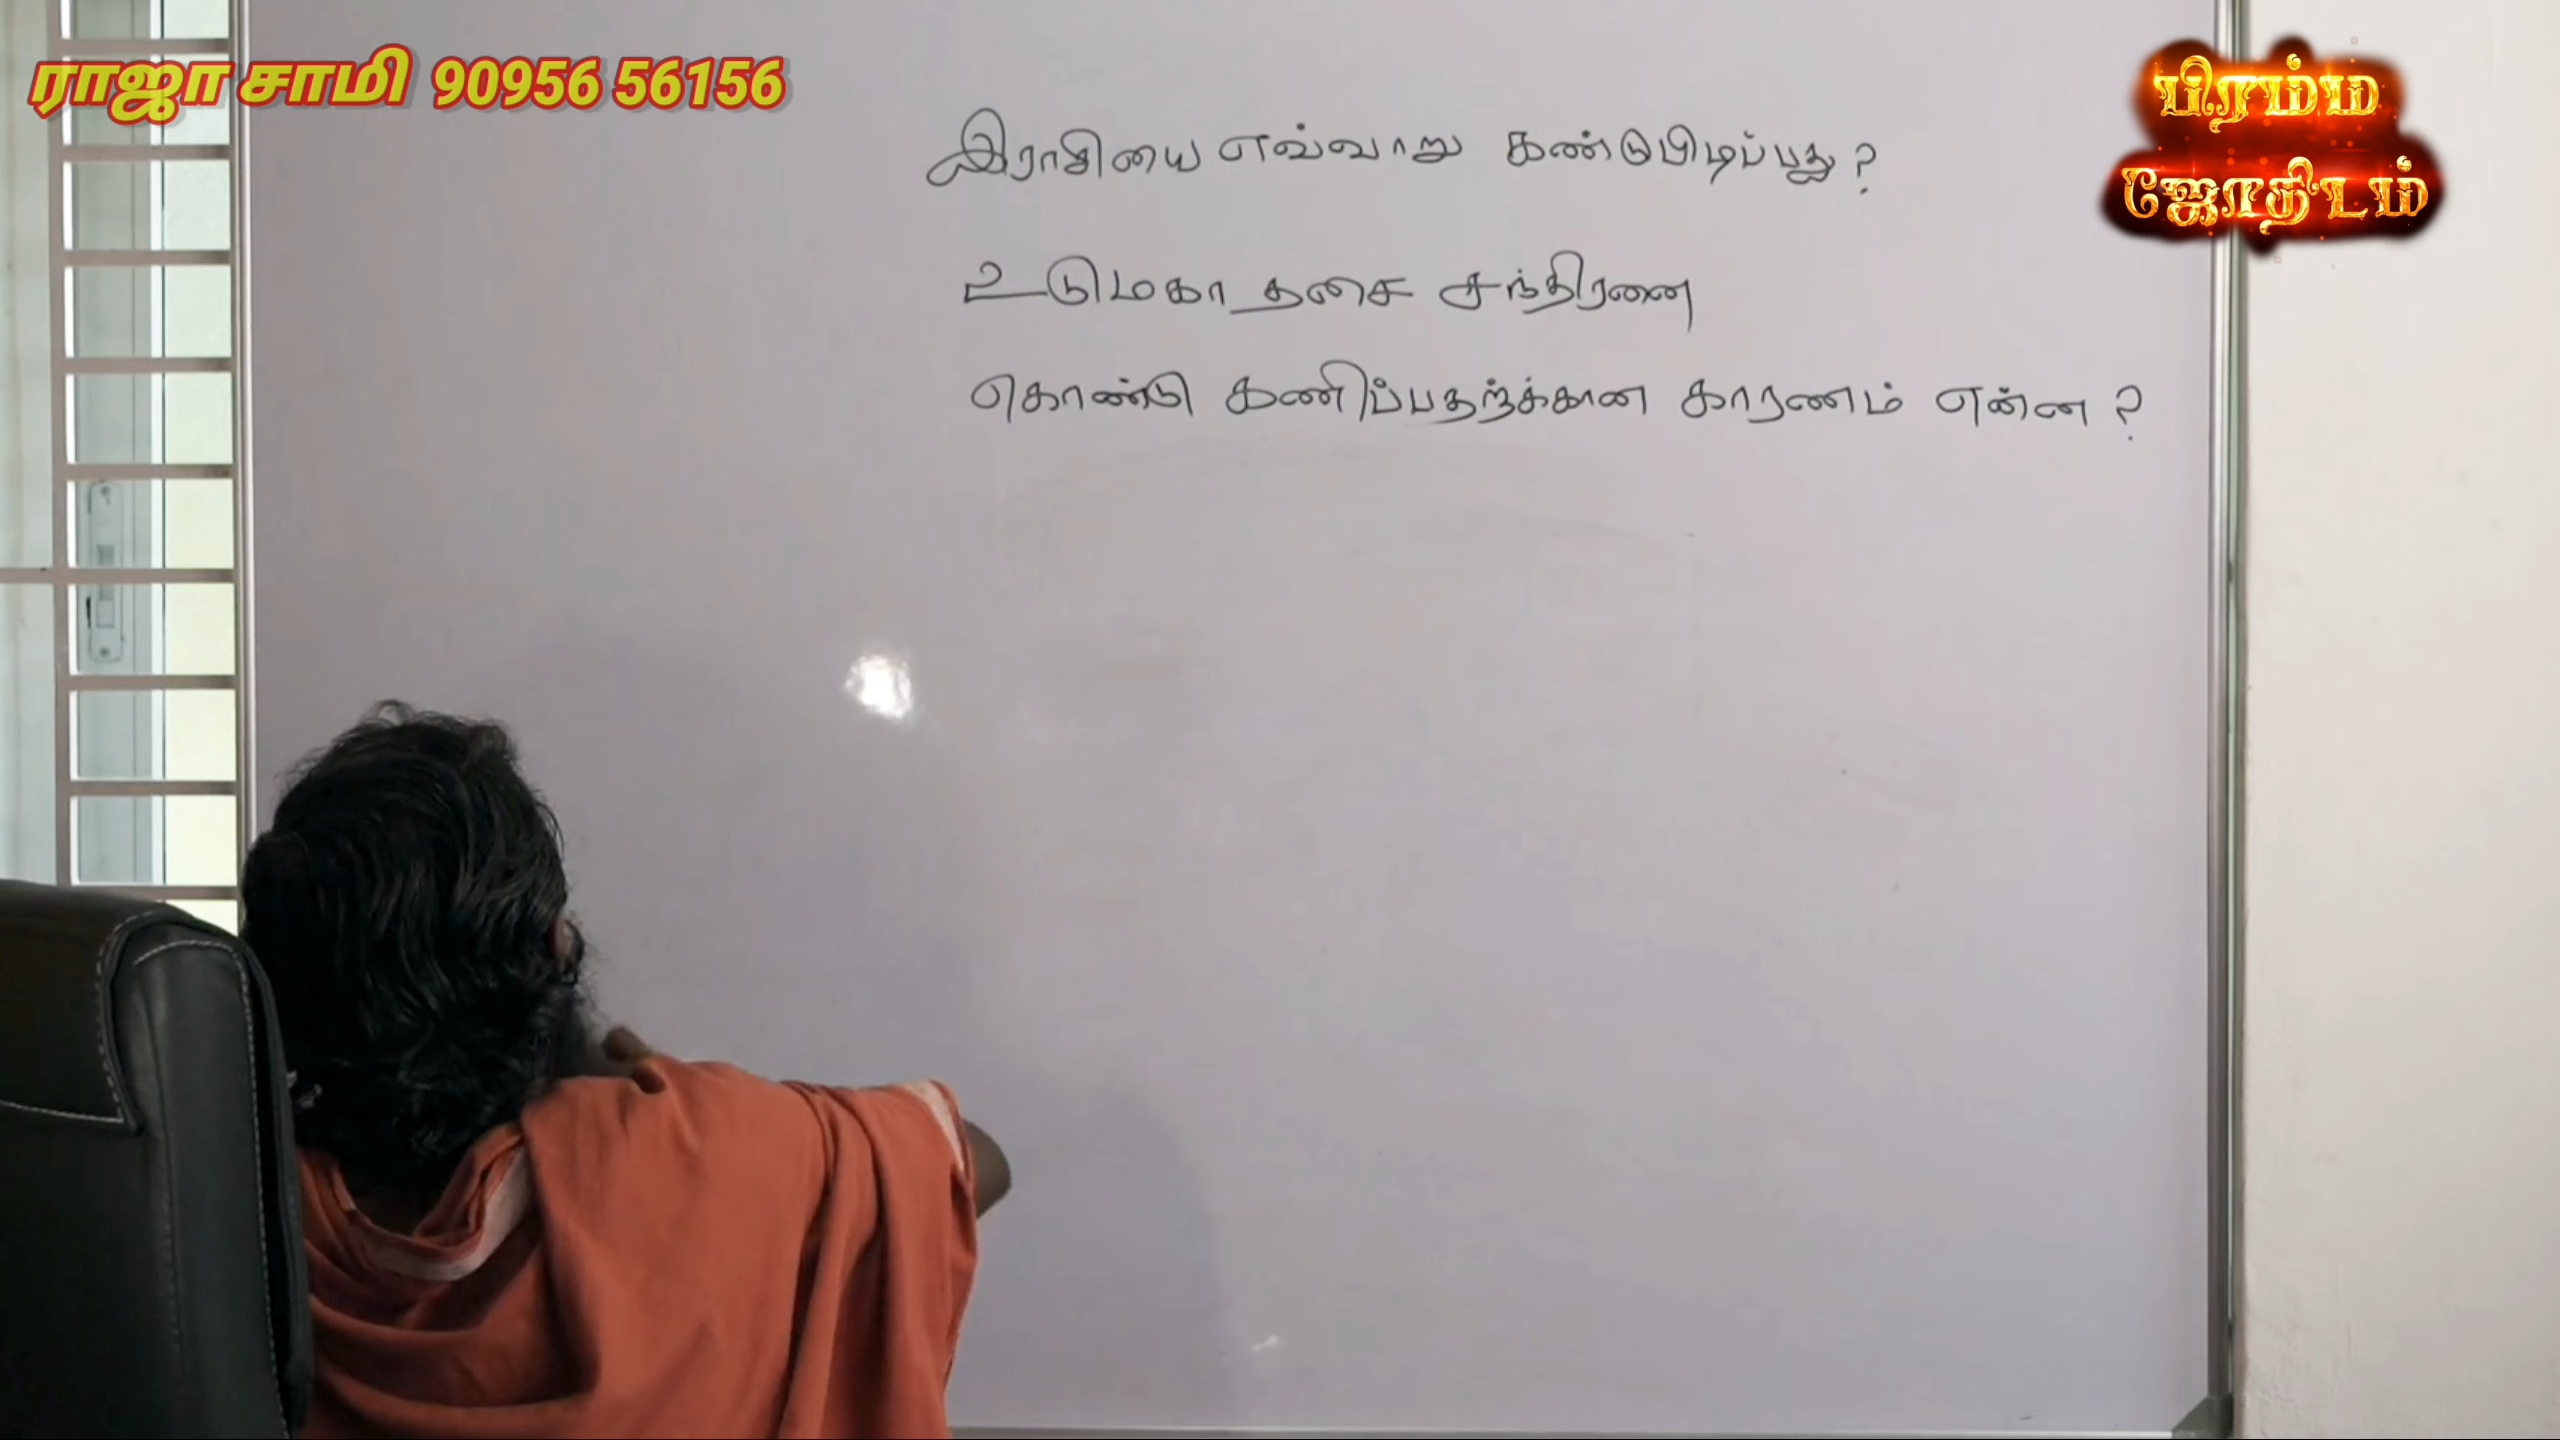 ராஜா சாமி 90956 56156
பிரம்ம
ஜோதிடம்
இராசியை எவ்வாறு கண்டுபிடிப்பது?
உடுமகா தசை சந்திரனை
கொண்டு கணிப்பதற்க்கான காரணம் என்ன?